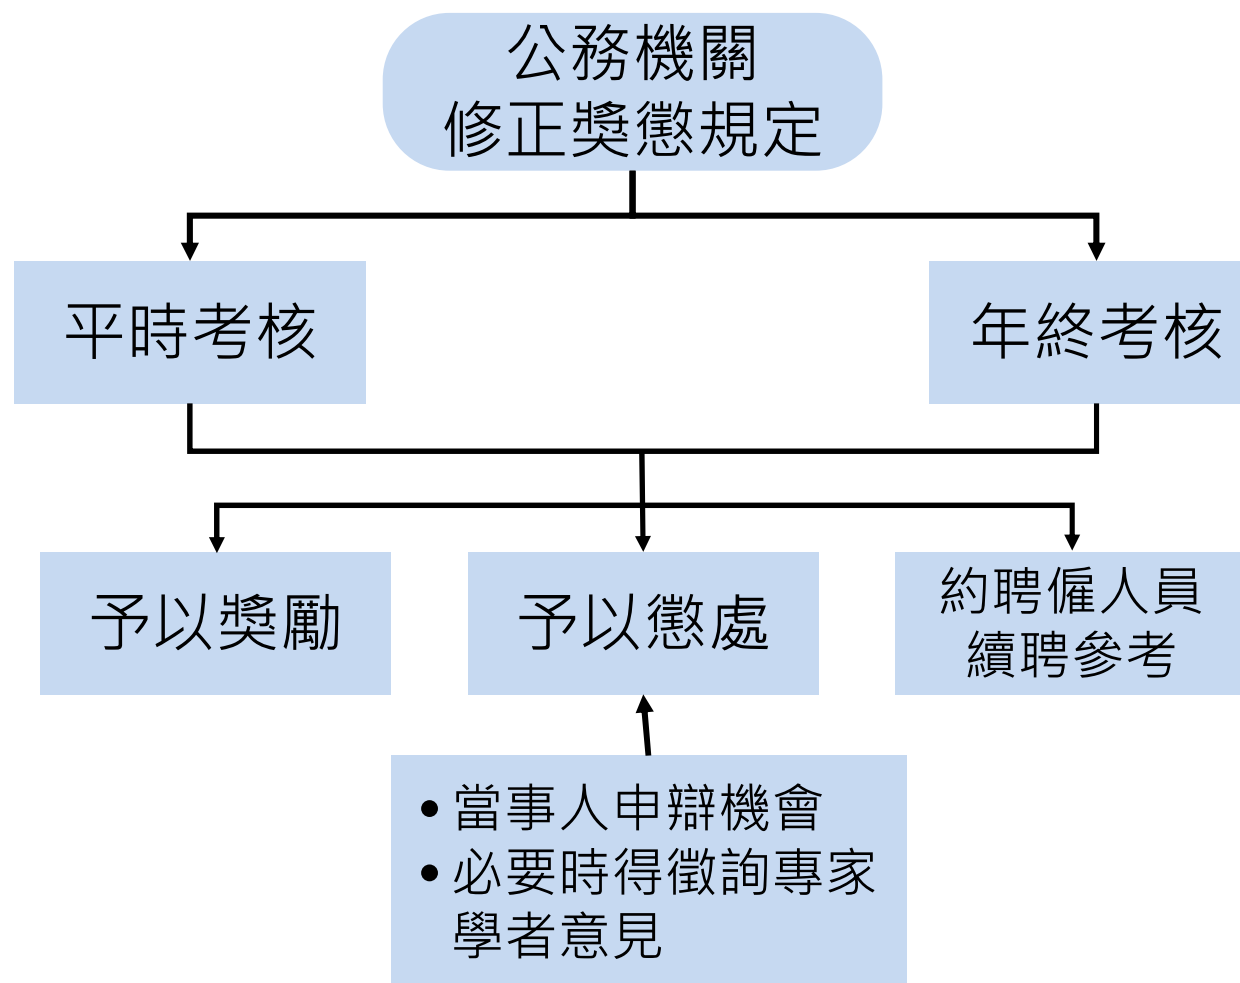 公務機關
修正獎懲規定
平時考核
年終考核
予以獎勵
予以懲處
約聘僱人員
續聘參考
• 當事人申辯機會
• 必要時得徵詢專家
學者意見